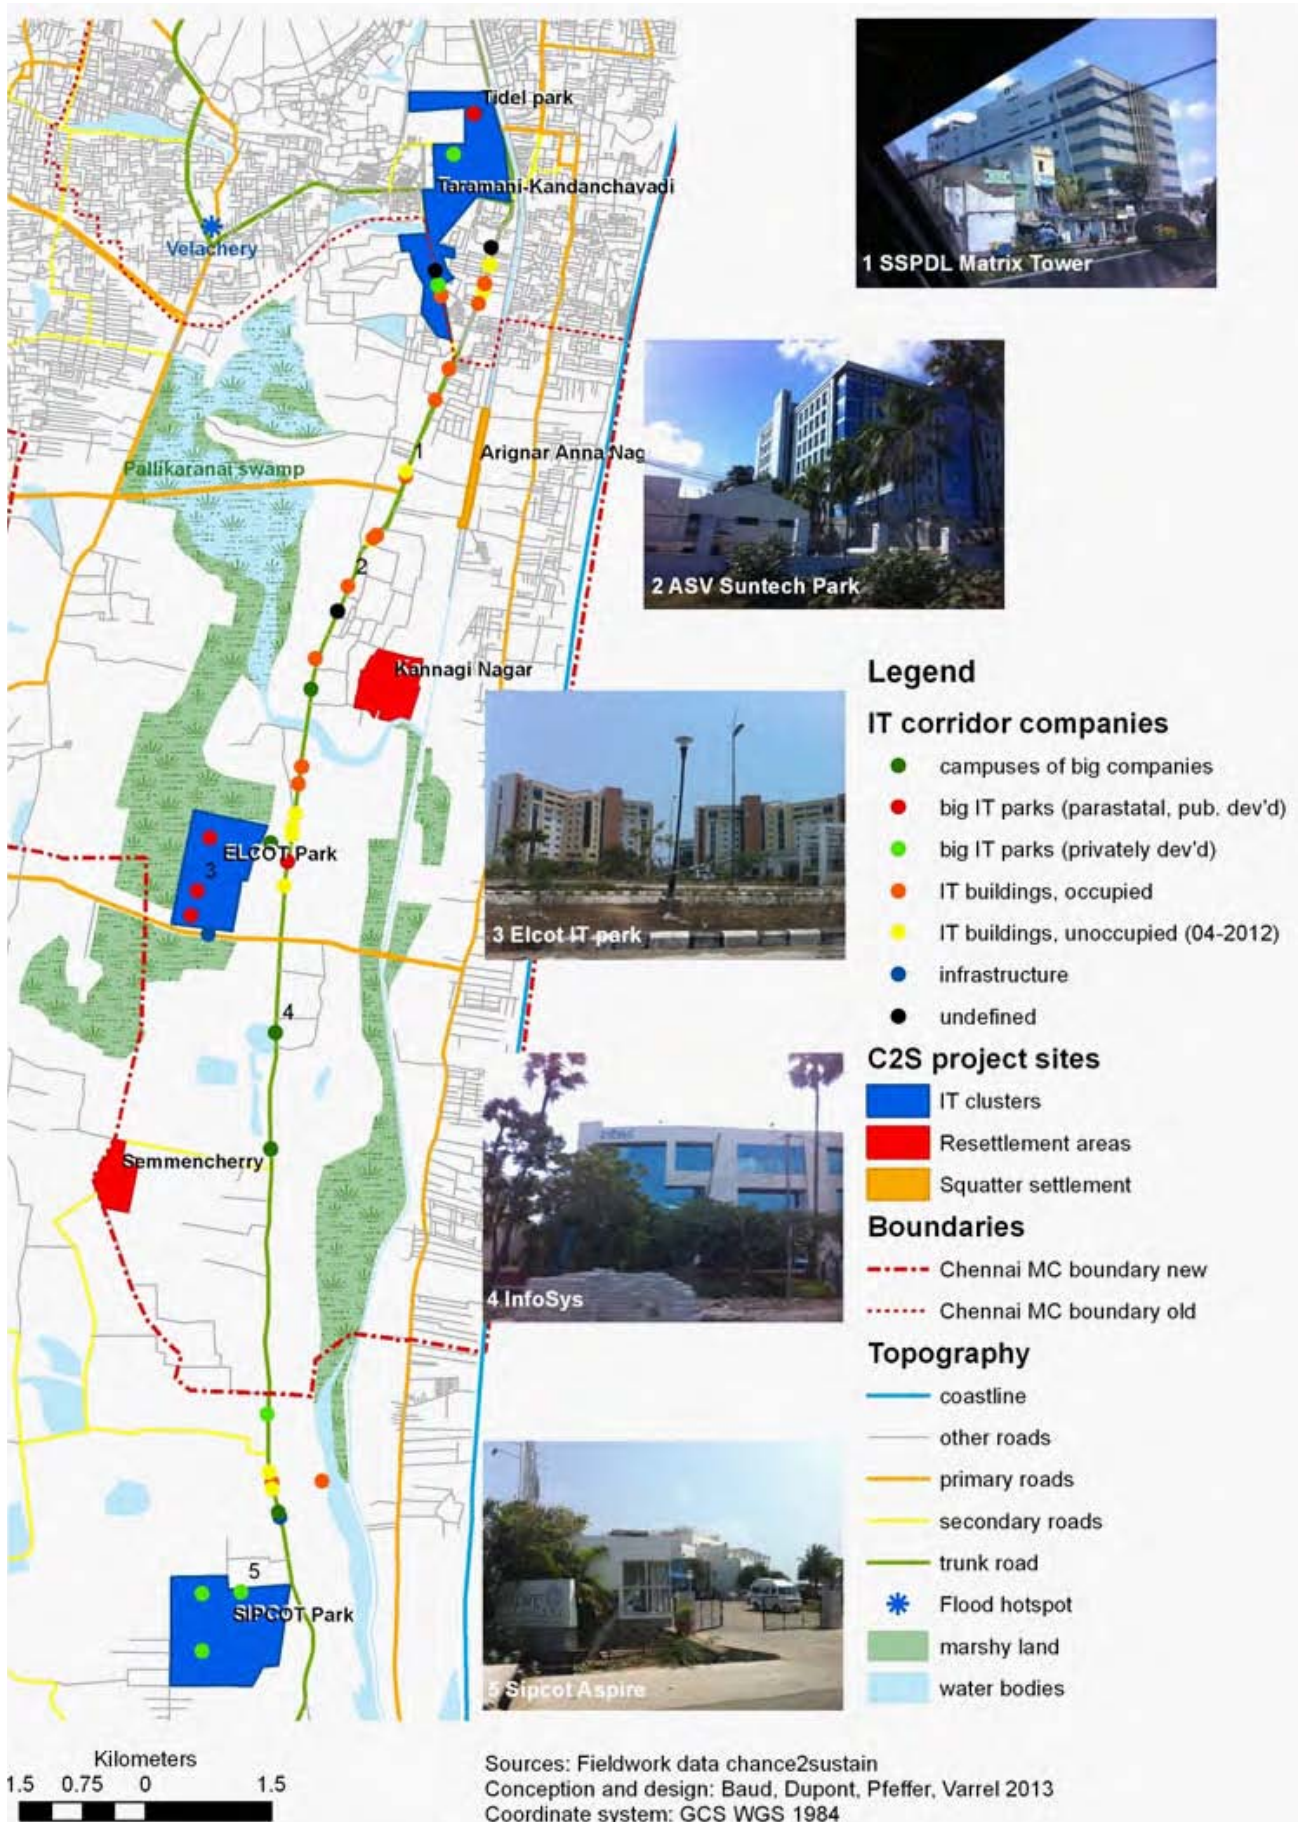 Tidel park
Taramani-Kandanchavadi
Velachery
1 SSPDL Matrix Tower
1
Arignar Anna Nag
Pallikaranai swamp
2
2 ASV Suntech Park
Kannagi Nagar
ELCOT Park
3
3 Elcot IT park
4
Semmencherry
4 InfoSys
5
SIPCOT Park
5 Sipcot Aspire
Legend
IT corridor companies
campuses of big companies
big IT parks (parastatal, pub. dev'd)
big IT parks (privately dev'd)
IT buildings, occupied
IT buildings, unoccupied (04-2012)
infrastructure
undefined
C2S project sites
IT clusters
Resettlement areas
Squatter settlement
Boundaries
Chennai MC boundary new
Chennai MC boundary old
Topography
coastline
other roads
primary roads
secondary roads
trunk road
Flood hotspot
marshy land
water bodies
Kilometers
1.5 0.75 0 1.5
Sources: Fieldwork data chance2sustain
Conception and design: Baud, Dupont, Pfeffer, Varrel 2013
Coordinate system: GCS WGS 1984